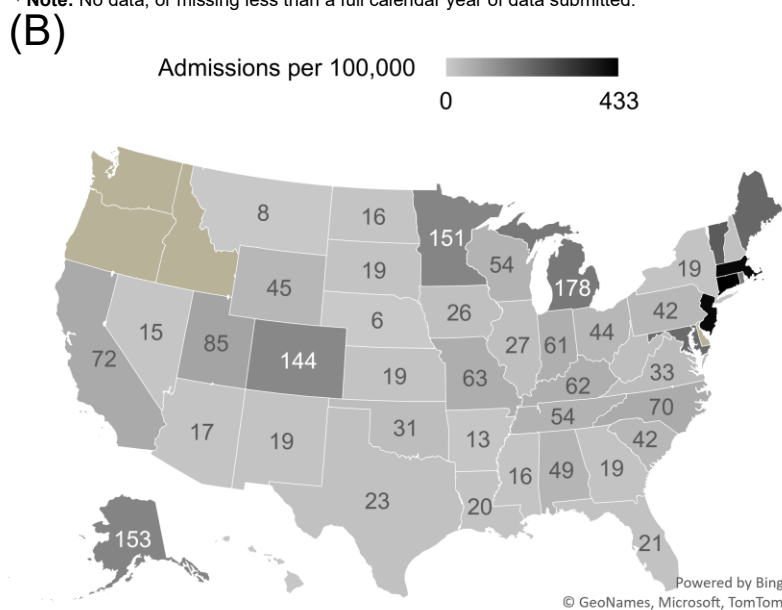 * Note: No data, or missing less than a full calendar year of data submitted.
(B)
Admissions per 100,000
0 433
8 16 151 54 178 19
45 19 26 42
15 85 144 6 27 61 44
72 19 63 62 33
17 19 31 13 54 70
16 49 19 42
23 20
153 21
Powered by Bing
© GeoNames, Microsoft, TomTom